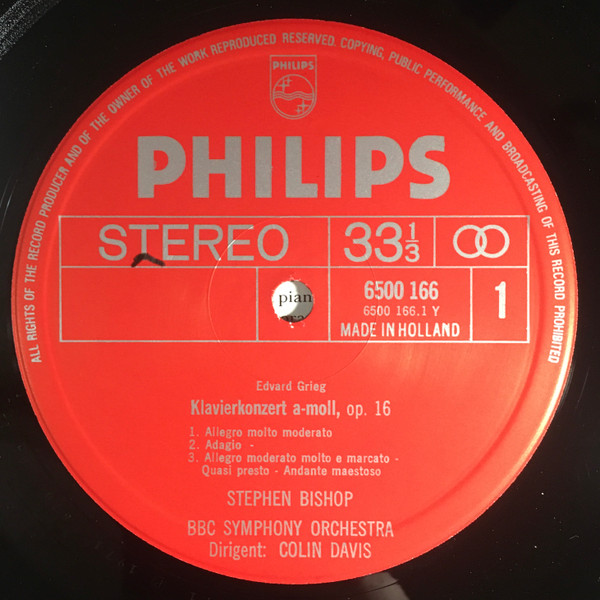 ALL RIGHTS OF THE RECORD PRODUCER AND OF THE OWNER OF THE WORK REPRODUCED RESERVED. COPYING, PUBLIC PERFORMANCE AND BROADCASTING OF THIS RECORD PROHIBITED
PHILIPS
PHILIPS
STEREO 33⅓
pian 6500 166 1
6500 166.1 Y
MADE IN HOLLAND
Edvard Grieg
Klavierkonzert a-moll, op. 16
1. Allegro molto moderato
2. Adagio -
3. Allegro moderato molto e marcato -
Quasi presto - Andante maestoso
STEPHEN BISHOP
BBC SYMPHONY ORCHESTRA
Dirigent: COLIN DAVIS